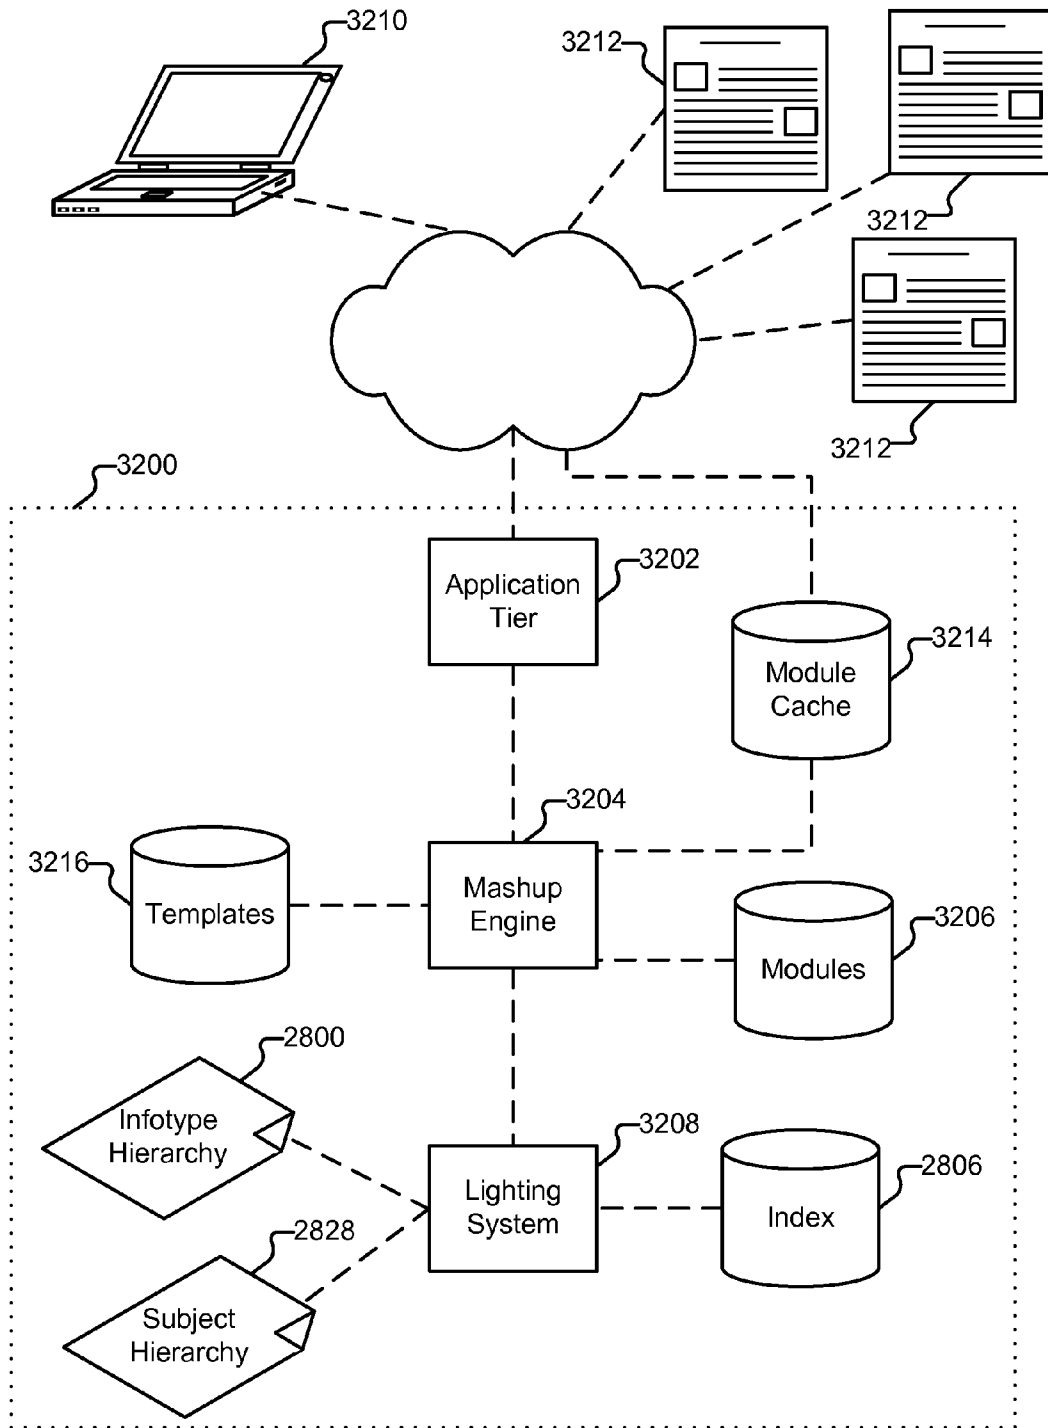 3210
3212
3212
3212
3200
3202
Application
Tier
3214
Module
Cache
3204
3216
Templates
Mashup
Engine
3206
Modules
2800
Infotype
Hierarchy
3208
Lighting
System
2806
Index
2828
Subject
Hierarchy